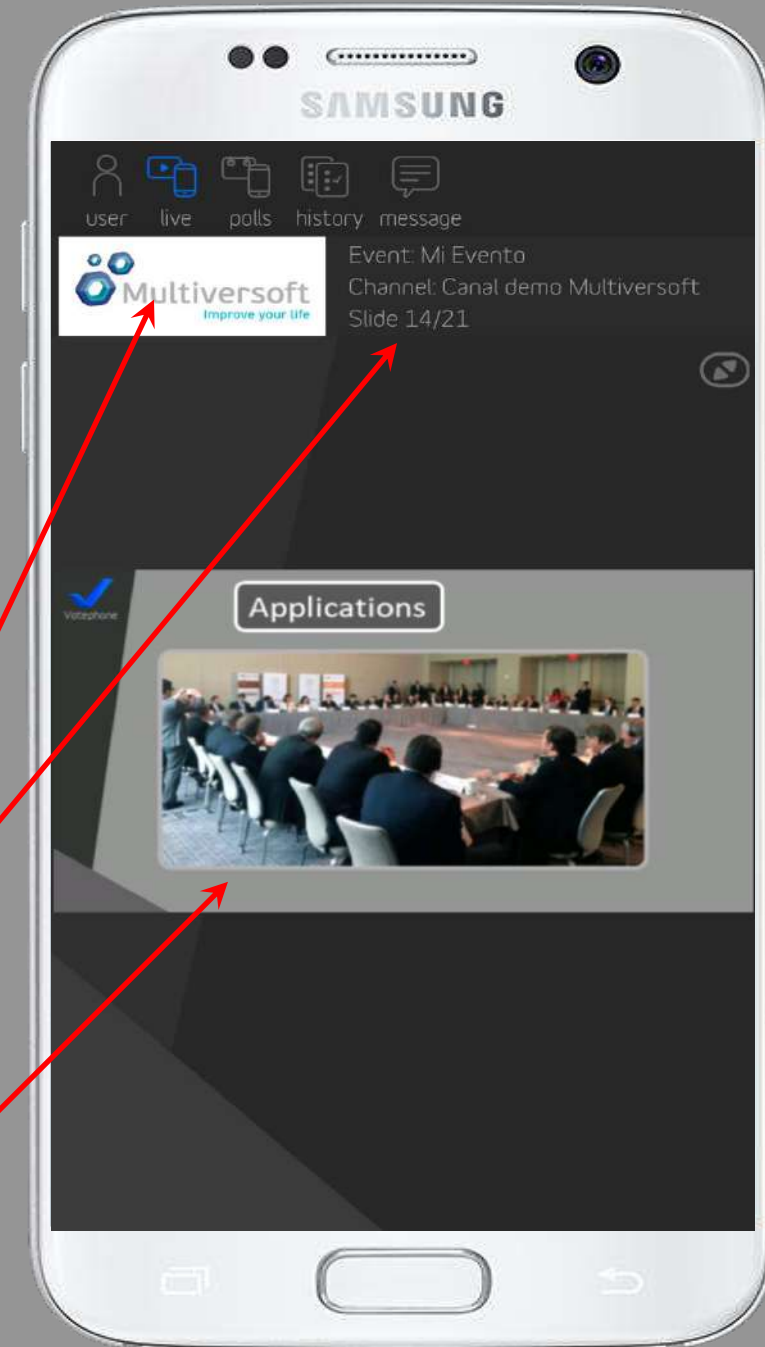 SAMSUNG
user live polls history message
Multiversoft
Improve your life
Event: Mi Evento
Channel: Canal demo Multiversoft
Slide 14/21
Votephone
Applications